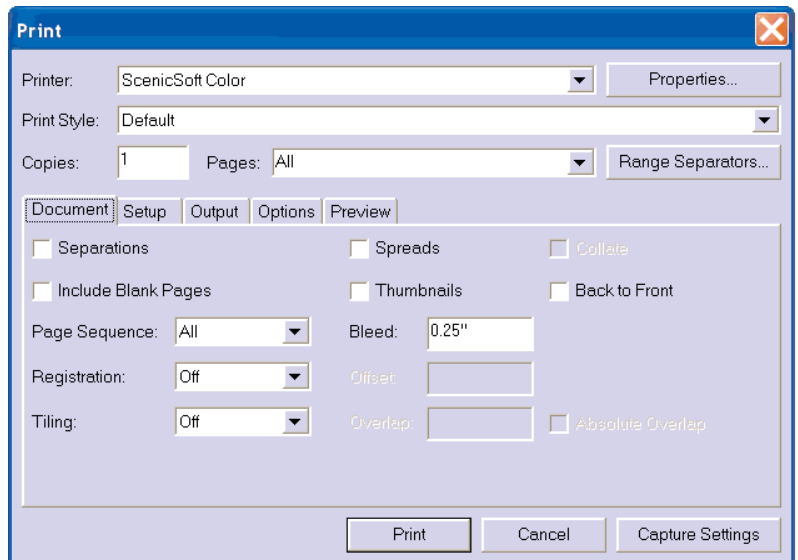 Print
Printer: ScenicSoft Color Properties...
Print Style: Default
Copies: 1 Pages: All Range Separators...
Document Setup Output Options Preview
Separations Spreads Collate
Include Blank Pages Thumbnails Back to Front
Page Sequence: All Bleed: 0.25"
Registration: Off Offset:
Tiling: Off Overlap: Absolute Overlap
Print Cancel Capture Settings